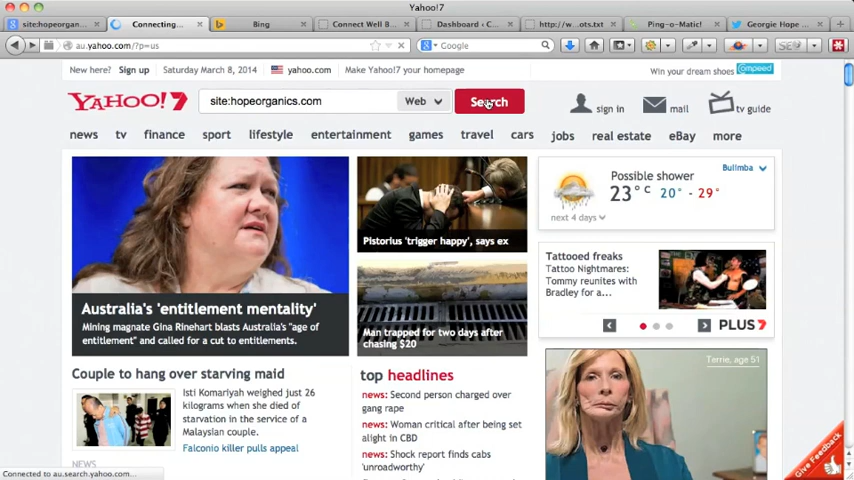 Yahoo!7
site:hopeorgan...
Connecting...
Bing
Connect Well B...
Dashboard ‹ C...
http://w...ots.txt
Ping-o-Matic!
Georgie Hope ...
au.yahoo.com/?p=us
Google
SEO
New here? Sign up
Saturday March 8, 2014
yahoo.com
Make Yahoo!7 your homepage
Win your dream shoes
compeed
YAHOO!7
site:hopeorganics.com
Web
Search
sign in
mail
tv guide
news
tv
finance
sport
lifestyle
entertainment
games
travel
cars
jobs
real estate
eBay
more
Australia's 'entitlement mentality'
Mining magnate Gina Rinehart blasts Australia's "age of
entitlement" and called for a cut to entitlements.
Pistorius 'trigger happy', says ex
Man trapped for two days after
chasing $20
Bulimba
Possible shower
23°C 20° - 29°
next 4 days
Tattooed freaks
Tattoo Nightmares:
Tommy reunites with
Bradley for a...
PLUS7
Couple to hang over starving maid
Isti Komariyah weighed just 26
kilograms when she died of
starvation in the service of a
Malaysian couple.
Falconio killer pulls appeal
NEWS
top headlines
news: Second person charged over
gang rape
news: Woman critical after being set
alight in CBD
news: Shock report finds cabs
'unroadworthy'
Terrie, age 51
Give Feedback
Connected to au.search.yahoo.com...